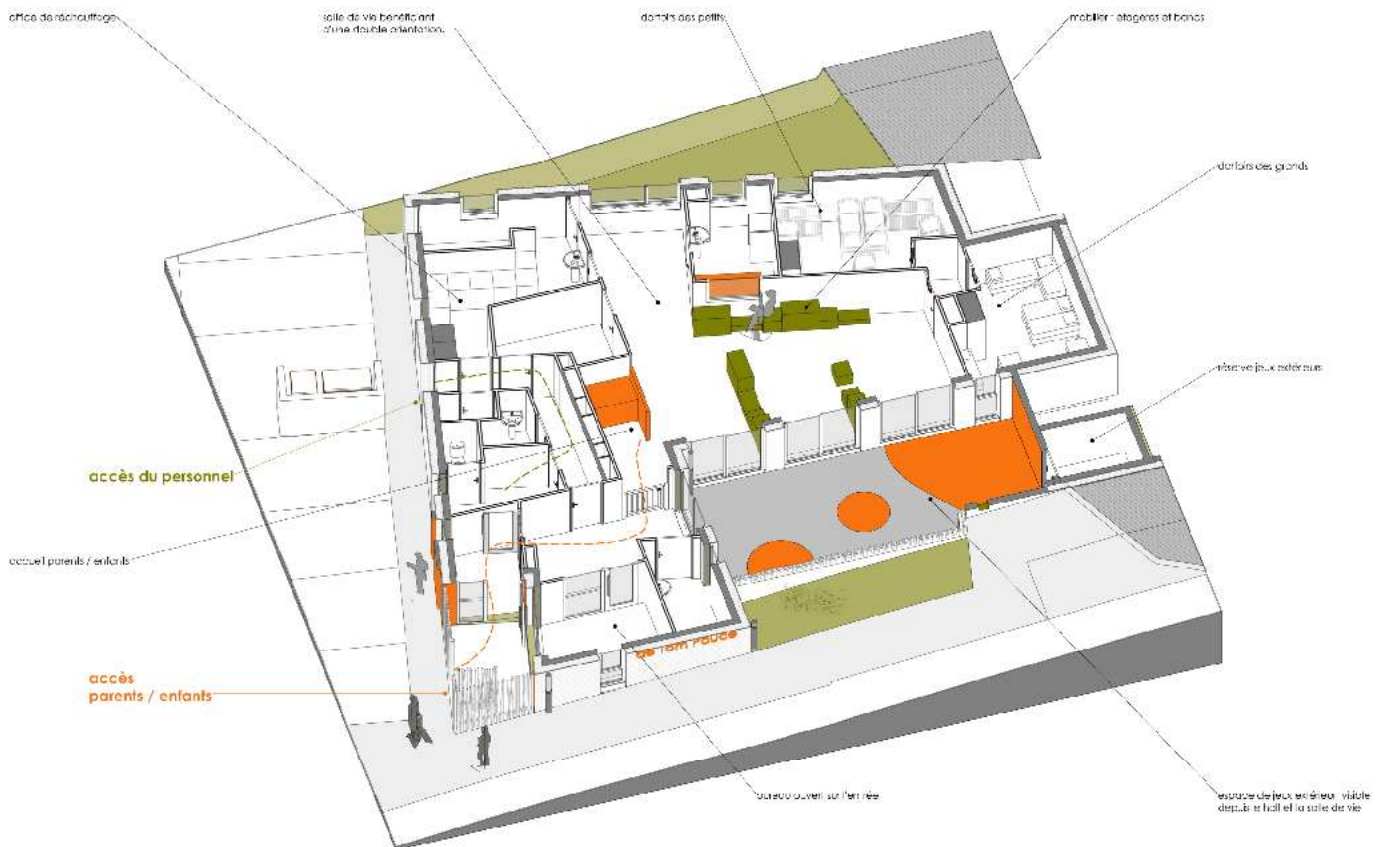 office de réchauffage
salle de vie bénéficiant
d'une double orientation.
dortoirs des petits
mobilier : étagères et bancs
dortoirs des grands
réserve jeux extérieurs
accès du personnel
accueil parents / enfants
accès
parents / enfants
bureau ouvert sur l'entrée
espace de jeux extérieur visible
depuis le hall et la salle de vie